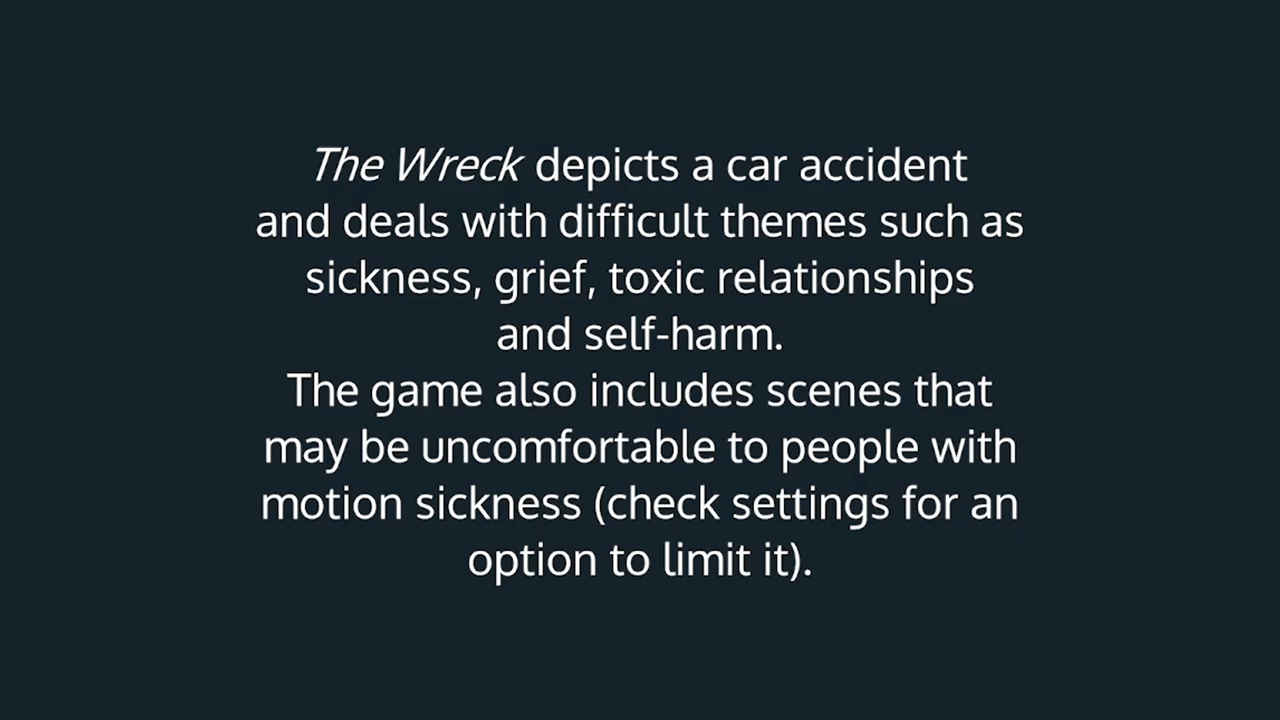 The Wreck depicts a car accident
and deals with difficult themes such as
sickness, grief, toxic relationships
and self-harm.
The game also includes scenes that
may be uncomfortable to people with
motion sickness (check settings for an
option to limit it).